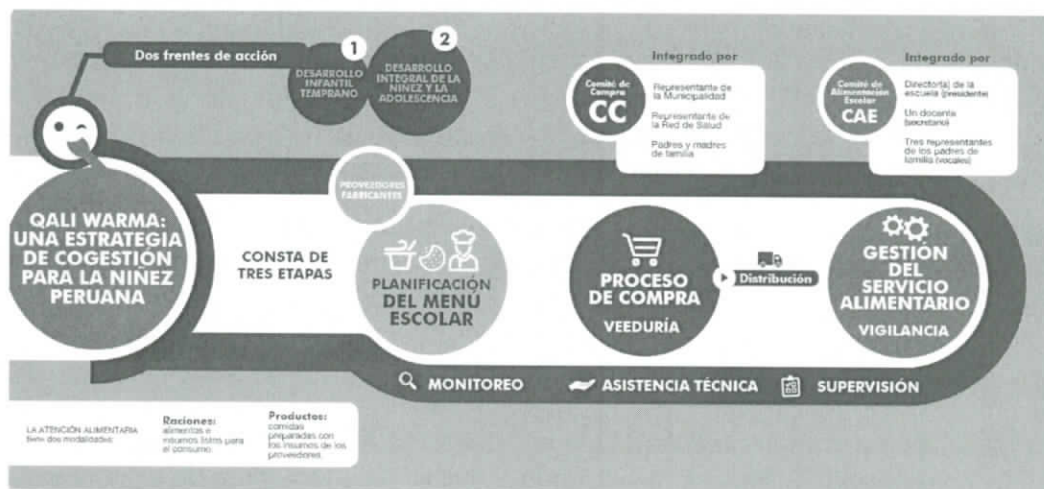 Dos frentes de acción
1
DESARROLLO
INFANTIL
TEMPRANO
2
DESARROLLO
INTEGRAL DE LA
NIÑEZ Y LA
ADOLESCENCIA
Integrado por
Comité de
Compra
CC
Representante de
la Municipalidad
Representante de
la Red de Salud
Padres y madres
de familia
Integrado por
Comité de
Alimentación
Escolar
CAE
Director(a) de la
escuela (presidente)
Un docente
(secretario)
Tres representantes
de los padres de
familia (vocales)
QALI WARMA:
UNA ESTRATEGIA
DE COGESTIÓN
PARA LA NIÑEZ
PERUANA
CONSTA DE
TRES ETAPAS
PROVEEDORES
FABRICANTES
PLANIFICACIÓN
DEL MENÚ
ESCOLAR
PROCESO
DE COMPRA
VEEDURÍA
Distribución
GESTIÓN
DEL
SERVICIO
ALIMENTARIO
VIGILANCIA
MONITOREO
ASISTENCIA TÉCNICA
SUPERVISIÓN
LA ATENCIÓN ALIMENTARIA
tiene dos modalidades:
Raciones:
alimentos e
insumos listos para
el consumo.
Productos:
comidas
preparadas con
los insumos de los
proveedores